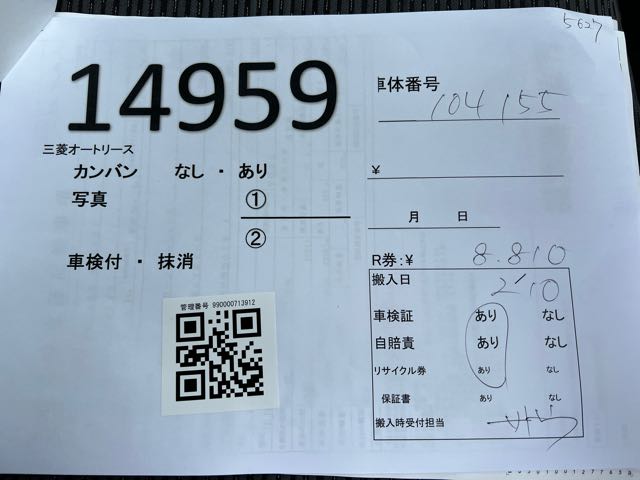 5627
14959
車体番号
104155
三菱オートリース
カンバン なし ・ あり
¥
写真 ①
②
月 日
車検付 ・ 抹消
R券:¥ 8.810
搬入日
2/10
管理番号 990000713912
車検証 あり なし
自賠責 あり なし
リサイクル券 あり なし
保証書 あり なし
搬入時受付担当